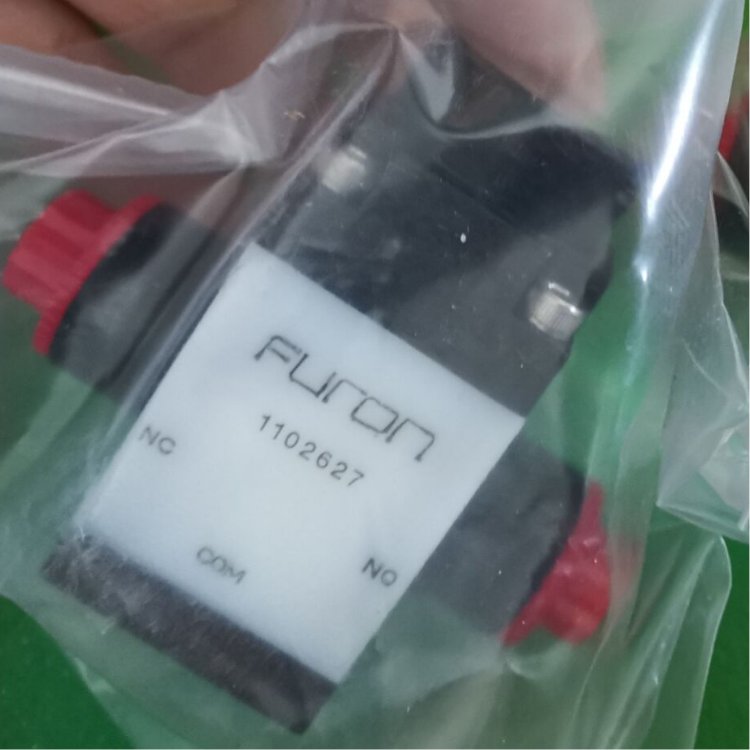 Furon
1102627
NC
COM
NO